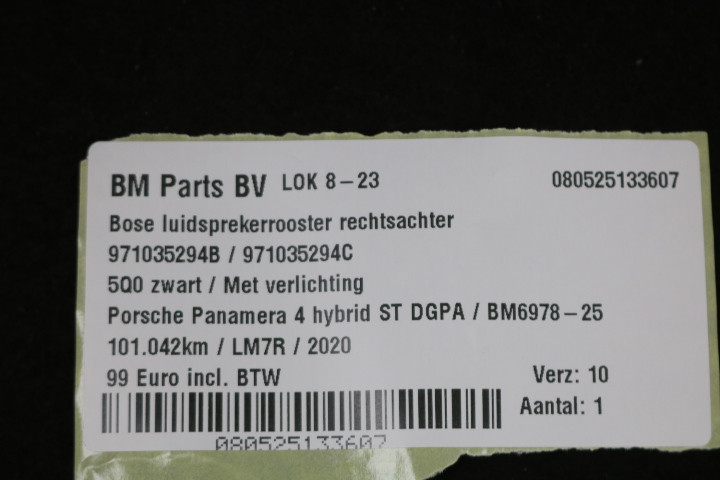 BM Parts BV LOK 8-23 080525133607
Bose luidsprekerrooster rechtsachter
971035294B / 971035294C
5Q0 zwart / Met verlichting
Porsche Panamera 4 hybrid ST DGPA / BM6978-25
101.042km / LM7R / 2020
99 Euro incl. BTW Verz: 10
Aantal: 1
080525133607